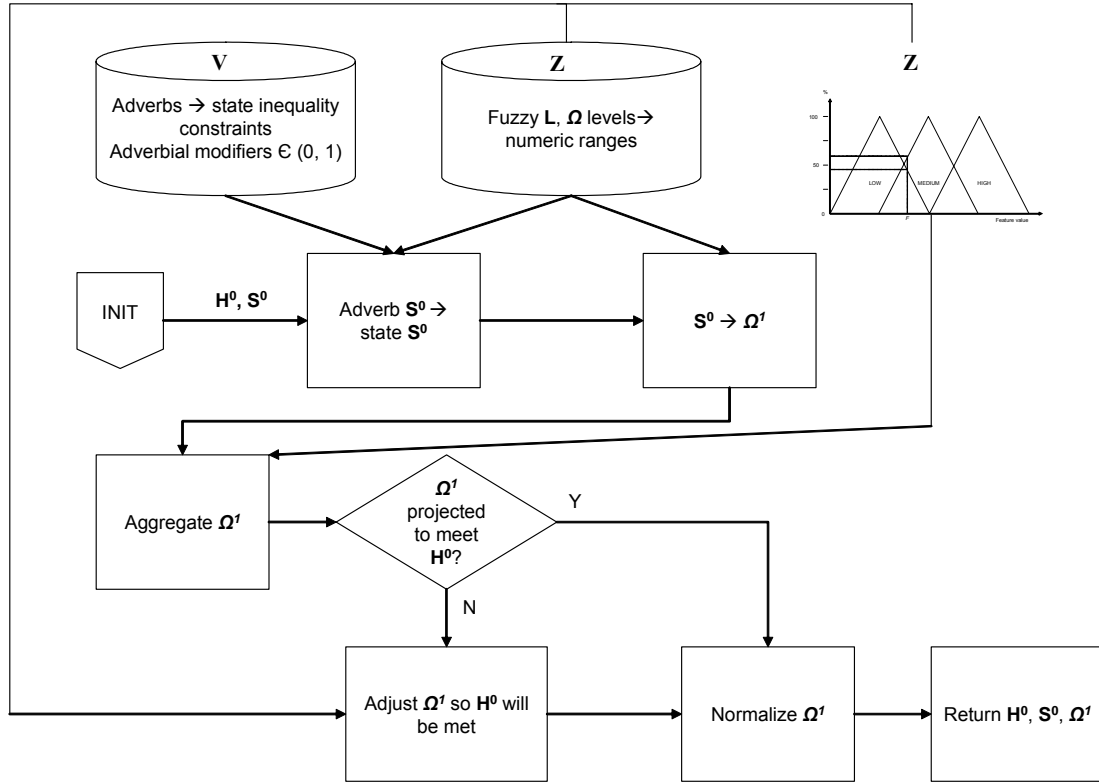 V
Adverbs → state inequality
constraints
Adverbial modifiers Є (0, 1)
Z
Fuzzy L, Ω levels→
numeric ranges
Z
%
100
50
0
LOW
MEDIUM
HIGH
F
Feature value
INIT
H⁰, S⁰
Adverb S⁰ →
state S⁰
S⁰ → Ω¹
Aggregate Ω¹
Ω¹
projected
to meet
H⁰?
Y
N
Adjust Ω¹ so H⁰ will
be met
Normalize Ω¹
Return H⁰, S⁰, Ω¹